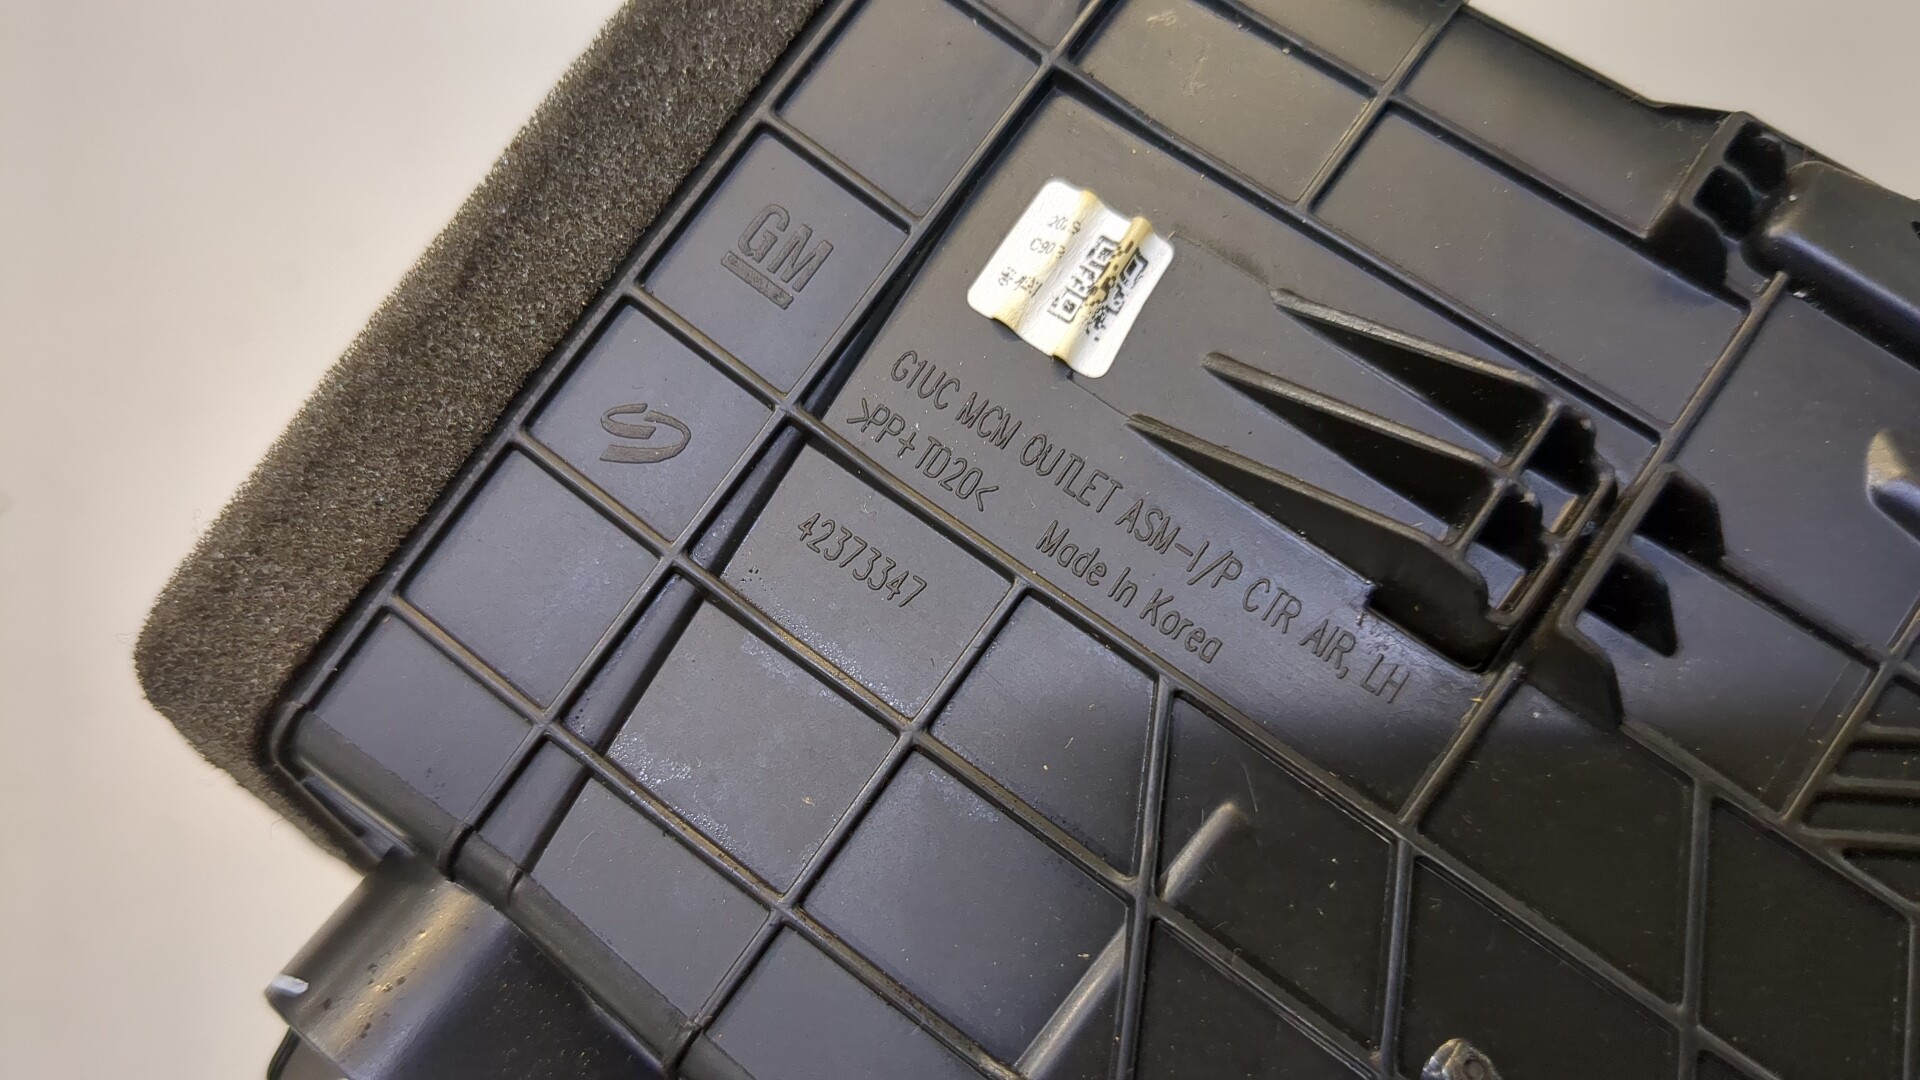 GM
G1UC MCM OUTLET ASM-I/P CTR AIR, LH
>PP+TD20<
Made In Korea
42373347